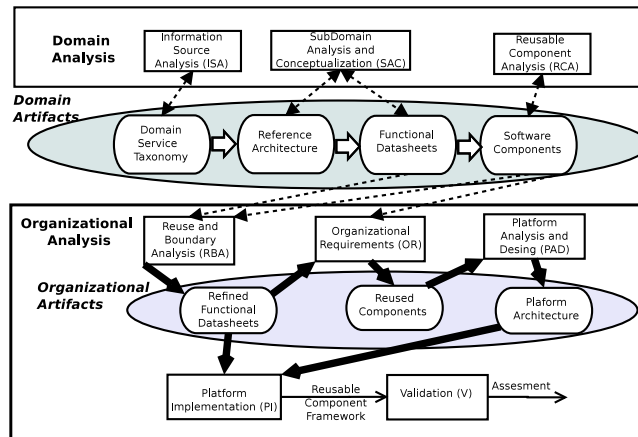 Domain
Analysis
Information
Source
Analysis (ISA)
SubDomain
Analysis and
Conceptualization (SAC)
Reusable
Component
Analysis (RCA)
Domain
Artifacts
Domain
Service
Taxonomy
Reference
Architecture
Functional
Datasheets
Software
Components
Organizational
Analysis
Reuse and
Boundary
Analysis (RBA)
Organizational
Requirements (OR)
Platform
Analysis and
Desing (PAD)
Organizational
Artifacts
Refined
Functional
Datasheets
Reused
Components
Plaform
Architecture
Platform
Implementation (PI)
Reusable
Component
Framework
Validation (V)
Assesment